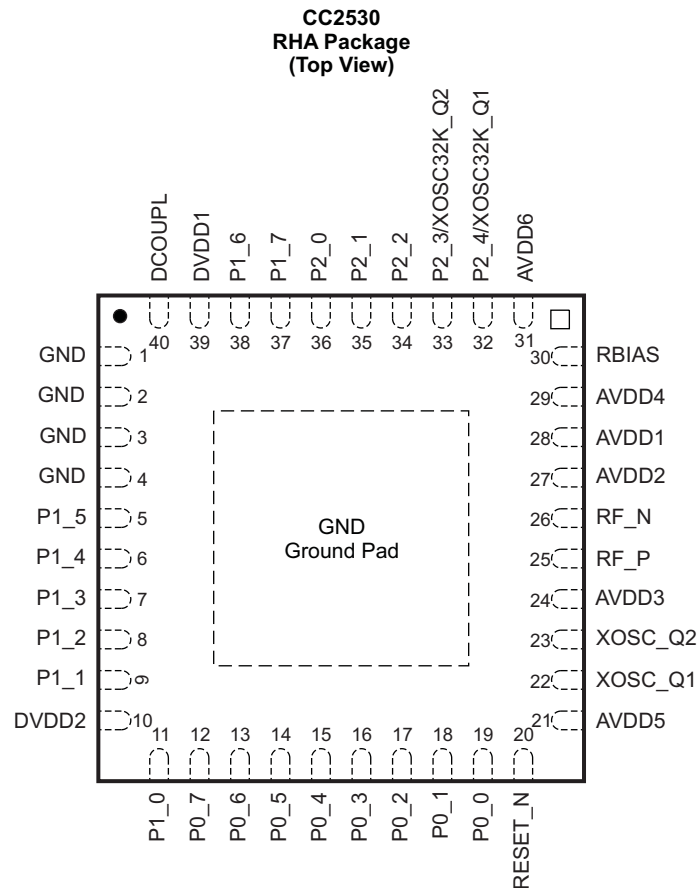 CC2530
RHA Package
(Top View)
DCOUPL
DVDD1
P1_6
P1_7
P2_0
P2_1
P2_2
P2_3/XOSC32K_Q2
P2_4/XOSC32K_Q1
AVDD6
40 39 38 37 36 35 34 33 32 31
GND 1
GND 2
GND 3
GND 4
P1_5 5
P1_4 6
P1_3 7
P1_2 8
P1_1 9
DVDD2 10
GND
Ground Pad
30 RBIAS
29 AVDD4
28 AVDD1
27 AVDD2
26 RF_N
25 RF_P
24 AVDD3
23 XOSC_Q2
22 XOSC_Q1
21 AVDD5
11 12 13 14 15 16 17 18 19 20
P1_0
P0_7
P0_6
P0_5
P0_4
P0_3
P0_2
P0_1
P0_0
RESET_N